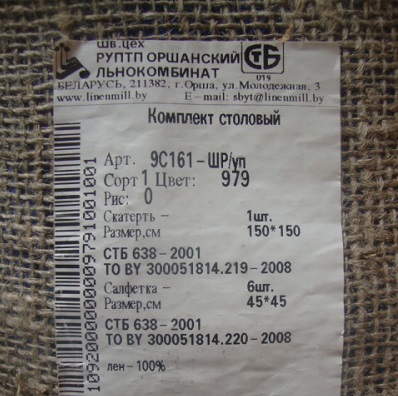 Шв.цех
РУПТП ОРШАНСКИЙ
ЛЬНОКОМБИНАТ
СТБ
019
БЕЛАРУСЬ, 211382, г.Орша, ул.Молодежная, 3
www.linenmill.by E-mail: sbyt@linenmill.by
Комплект столовый
Арт. 9С161-ШР/уп
Сорт 1 Цвет: 979
Рис: 0
Скатерть - 1шт.
Размер,см 150*150
СТБ 638-2001
ТО BY 300051814.219-2008
Салфетка - 6шт.
Размер,см 45*45
СТБ 638-2001
ТО BY 300051814.220-2008
лен-100%